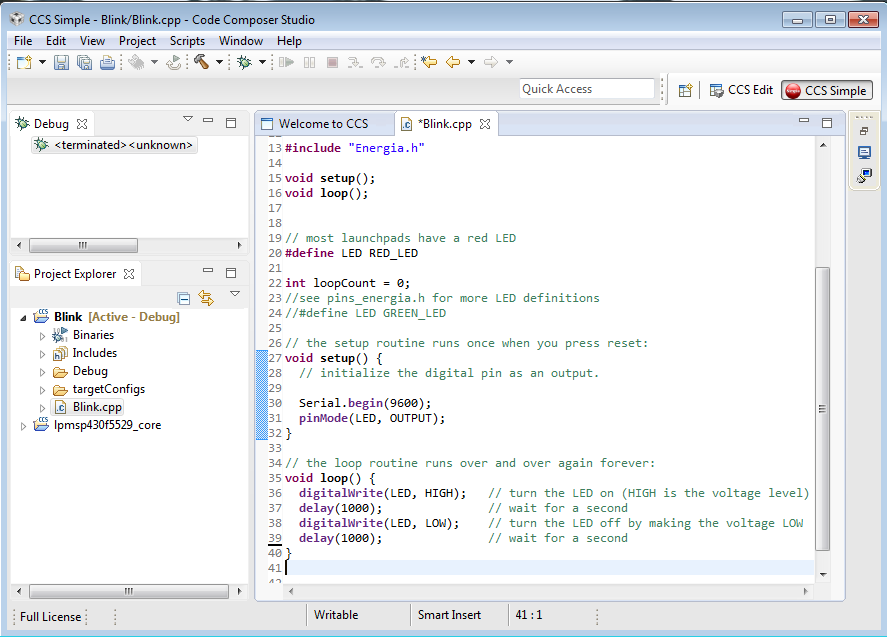 CCS Simple - Blink/Blink.cpp - Code Composer Studio
File Edit View Project Scripts Window Help
Quick Access
CCS Edit
CCS Simple
Debug
<terminated><unknown>
Project Explorer
Blink [Active - Debug]
Binaries
Includes
Debug
targetConfigs
Blink.cpp
lpmsp430f5529_core
Welcome to CCS
*Blink.cpp
13 #include "Energia.h"
14
15 void setup();
16 void loop();
17
18
19 // most launchpads have a red LED
20 #define LED RED_LED
21
22 int loopCount = 0;
23 //see pins_energia.h for more LED definitions
24 //#define LED GREEN_LED
25
26 // the setup routine runs once when you press reset:
27 void setup() {
28   // initialize the digital pin as an output.
29
30   Serial.begin(9600);
31   pinMode(LED, OUTPUT);
32 }
33
34 // the loop routine runs over and over again forever:
35 void loop() {
36   digitalWrite(LED, HIGH);   // turn the LED on (HIGH is the voltage level)
37   delay(1000);               // wait for a second
38   digitalWrite(LED, LOW);    // turn the LED off by making the voltage LOW
39   delay(1000);               // wait for a second
40 }
41
Full License
Writable
Smart Insert
41 : 1